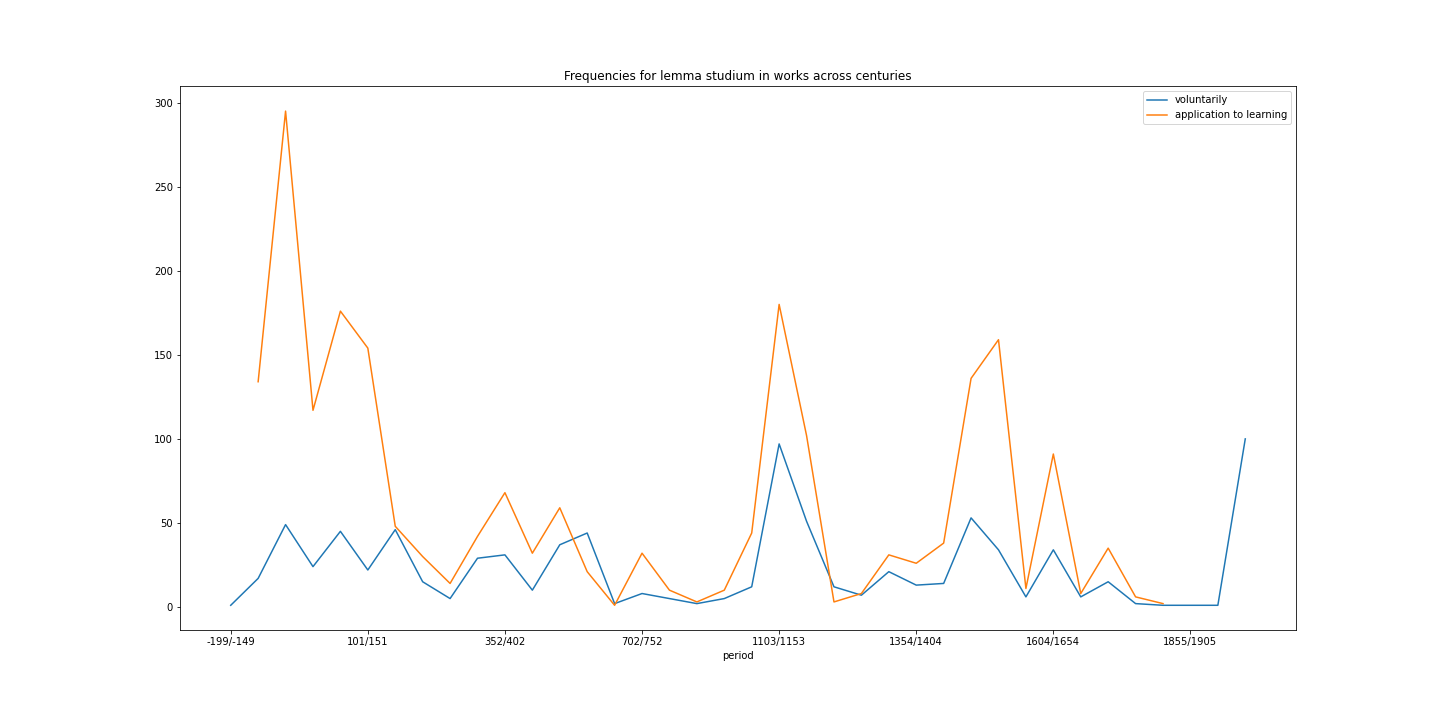 Frequencies for lemma studium in works across centuries
voluntarily
application to learning
300
250
200
150
100
50
0
-199/-149 101/151 352/402 702/752 1103/1153 1354/1404 1604/1654 1855/1905
period